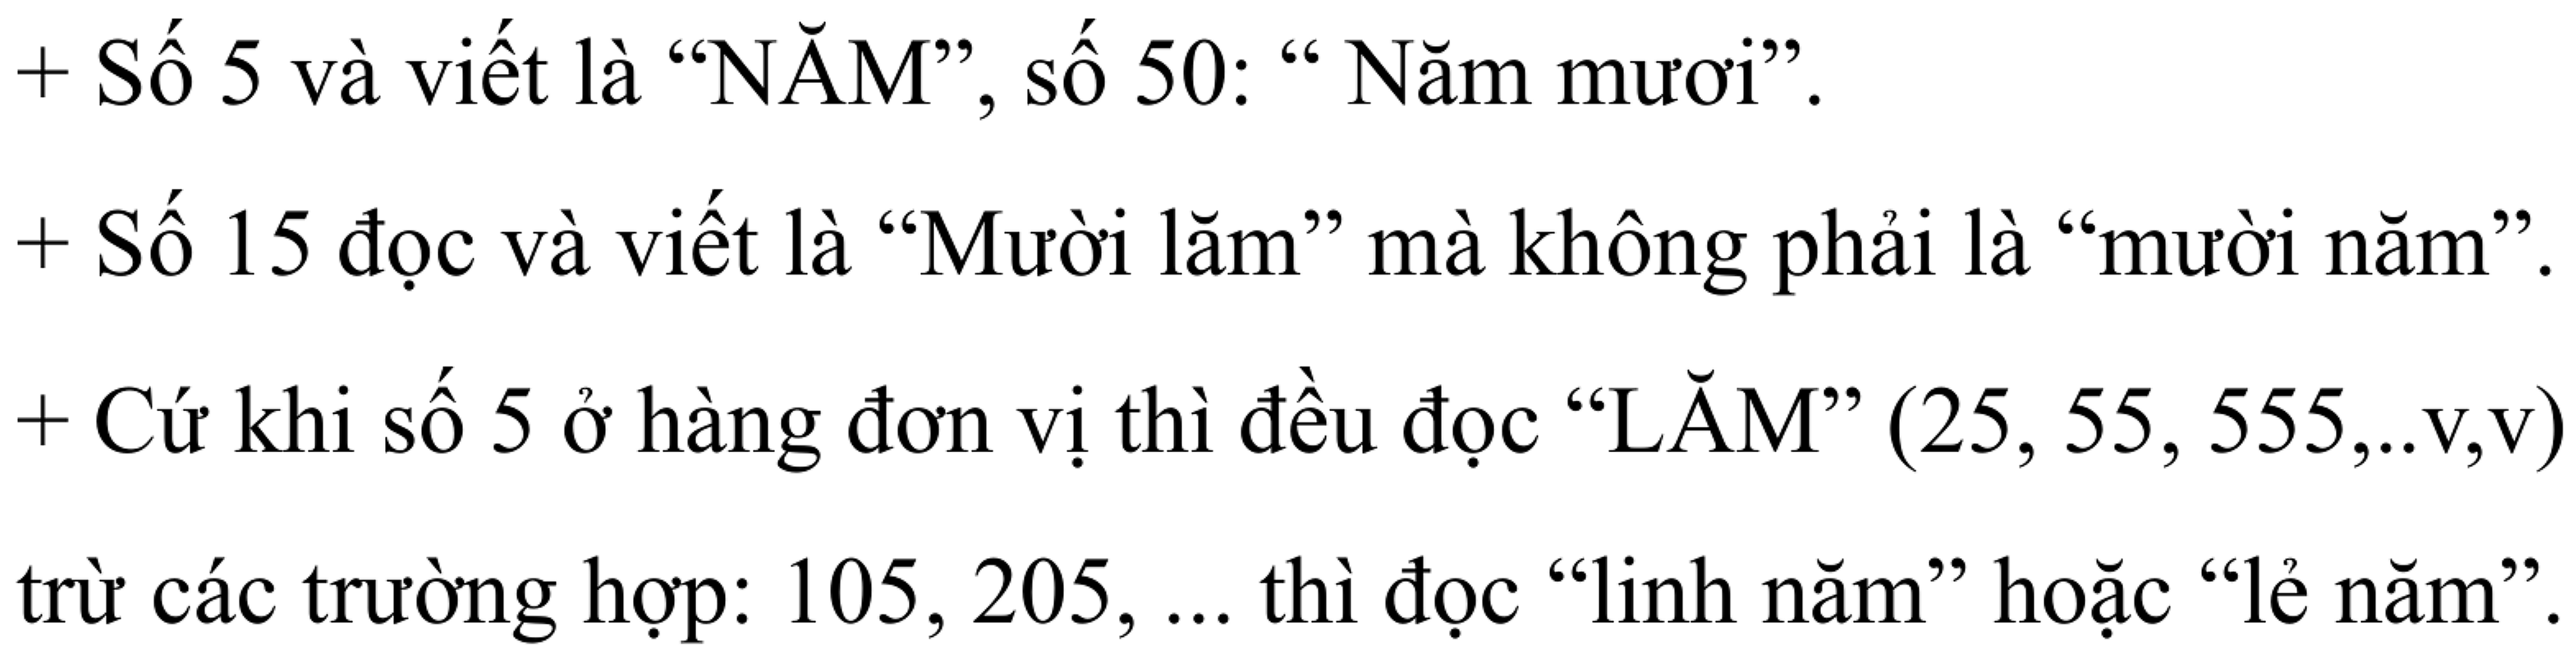 + Số 5 và viết là “NĂM”, số 50: “ Năm mươi”.
+ Số 15 đọc và viết là “Mười lăm” mà không phải là “mười năm”.
+ Cứ khi số 5 ở hàng đơn vị thì đều đọc “LĂM” (25, 55, 555,..v,v)
trừ các trường hợp: 105, 205, ... thì đọc “linh năm” hoặc “lẻ năm”.